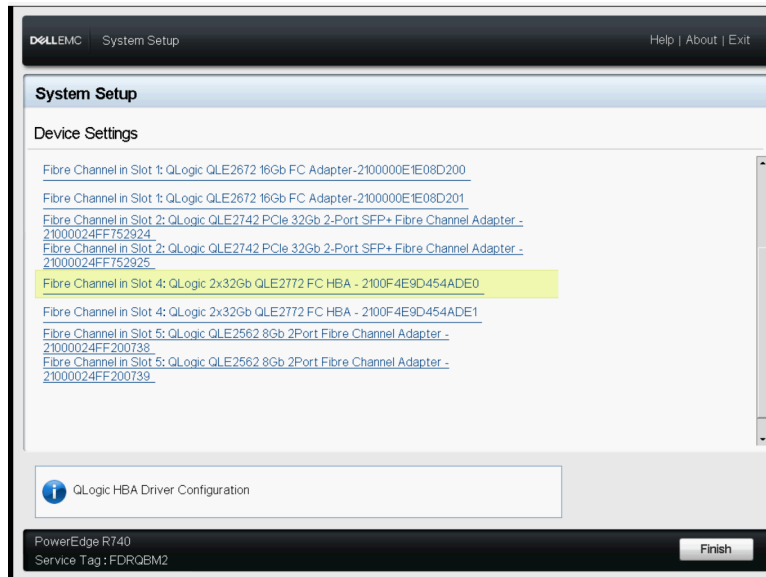 DELLEMC System Setup Help | About | Exit
System Setup
Device Settings
Fibre Channel in Slot 1: QLogic QLE2672 16Gb FC Adapter-2100000E1E08D200
Fibre Channel in Slot 1: QLogic QLE2672 16Gb FC Adapter-2100000E1E08D201
Fibre Channel in Slot 2: QLogic QLE2742 PCIe 32Gb 2-Port SFP+ Fibre Channel Adapter -
21000024FF752924
Fibre Channel in Slot 2: QLogic QLE2742 PCIe 32Gb 2-Port SFP+ Fibre Channel Adapter -
21000024FF752925
Fibre Channel in Slot 4: QLogic 2x32Gb QLE2772 FC HBA - 2100F4E9D454ADE0
Fibre Channel in Slot 4: QLogic 2x32Gb QLE2772 FC HBA - 2100F4E9D454ADE1
Fibre Channel in Slot 5: QLogic QLE2562 8Gb 2Port Fibre Channel Adapter -
21000024FF200738
Fibre Channel in Slot 5: QLogic QLE2562 8Gb 2Port Fibre Channel Adapter -
21000024FF200739
QLogic HBA Driver Configuration
PowerEdge R740
Service Tag : FDRQBM2
Finish